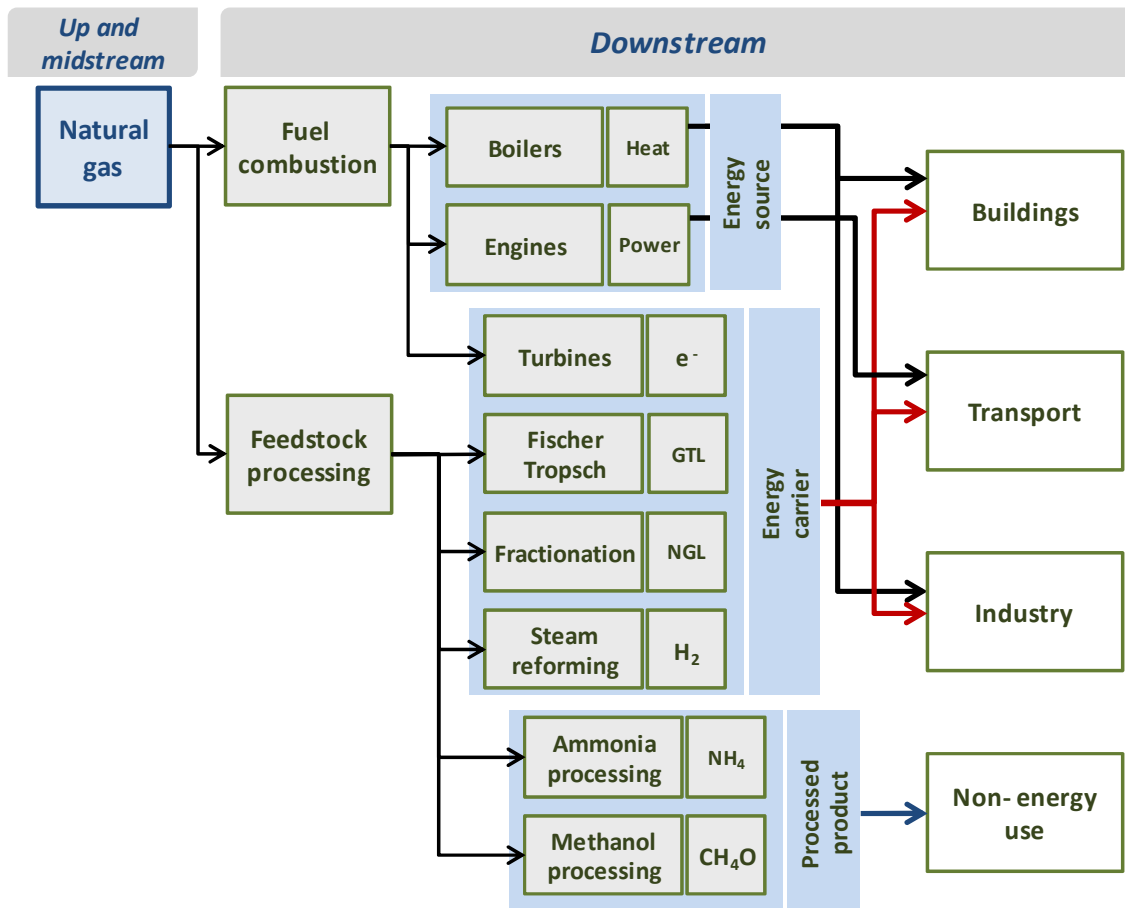 Up and
midstream
Downstream
Natural
gas
Fuel
combustion
Boilers
Heat
Engines
Power
Energy
source
Buildings
Turbines
e⁻
Feedstock
processing
Fischer
Tropsch
GTL
Fractionation
NGL
Steam
reforming
H₂
Energy
carrier
Transport
Industry
Ammonia
processing
NH₄
Methanol
processing
CH₄O
Processed
product
Non- energy
use